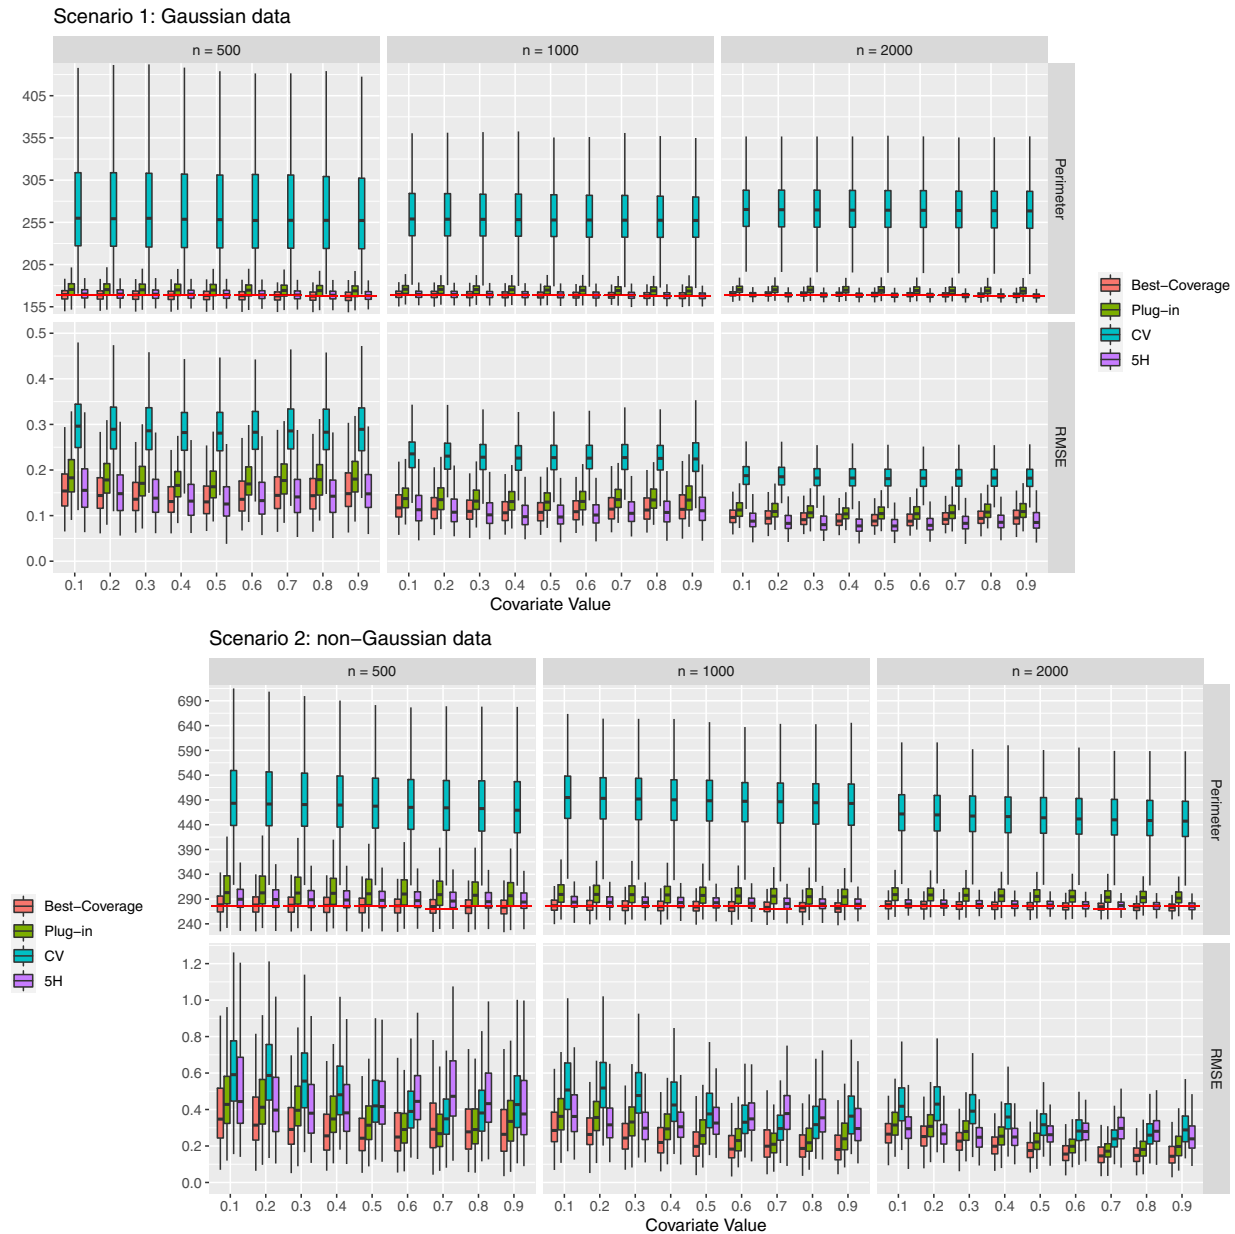 Scenario 1: Gaussian data
n = 500 n = 1000 n = 2000
405
355
305
255
205
155
Perimeter
0.5
0.4
0.3
0.2
0.1
0.0
RMSE
0.1 0.2 0.3 0.4 0.5 0.6 0.7 0.8 0.9 0.1 0.2 0.3 0.4 0.5 0.6 0.7 0.8 0.9 0.1 0.2 0.3 0.4 0.5 0.6 0.7 0.8 0.9
Covariate Value
Best−Coverage
Plug−in
CV
5H
Scenario 2: non−Gaussian data
n = 500 n = 1000 n = 2000
690
640
590
540
490
440
390
340
290
240
Perimeter
Best−Coverage
Plug−in
CV
5H
1.2
1.0
0.8
0.6
0.4
0.2
0.0
RMSE
0.1 0.2 0.3 0.4 0.5 0.6 0.7 0.8 0.9 0.1 0.2 0.3 0.4 0.5 0.6 0.7 0.8 0.9 0.1 0.2 0.3 0.4 0.5 0.6 0.7 0.8 0.9
Covariate Value